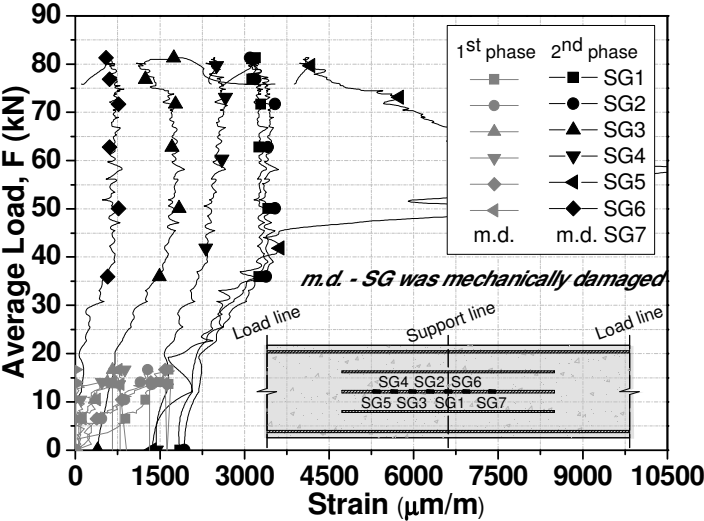 90
80
70
60
50
40
30
20
10
0
Average Load, F (kN)
1st phase 2nd phase
SG1
SG2
SG3
SG4
SG5
SG6
m.d. m.d. SG7
m.d. - SG was mechanically damaged
Load line Support line Load line
SG4 SG2 SG6
SG5 SG3 SG1 SG7
0 1500 3000 4500 6000 7500 9000 10500
Strain (μm/m)